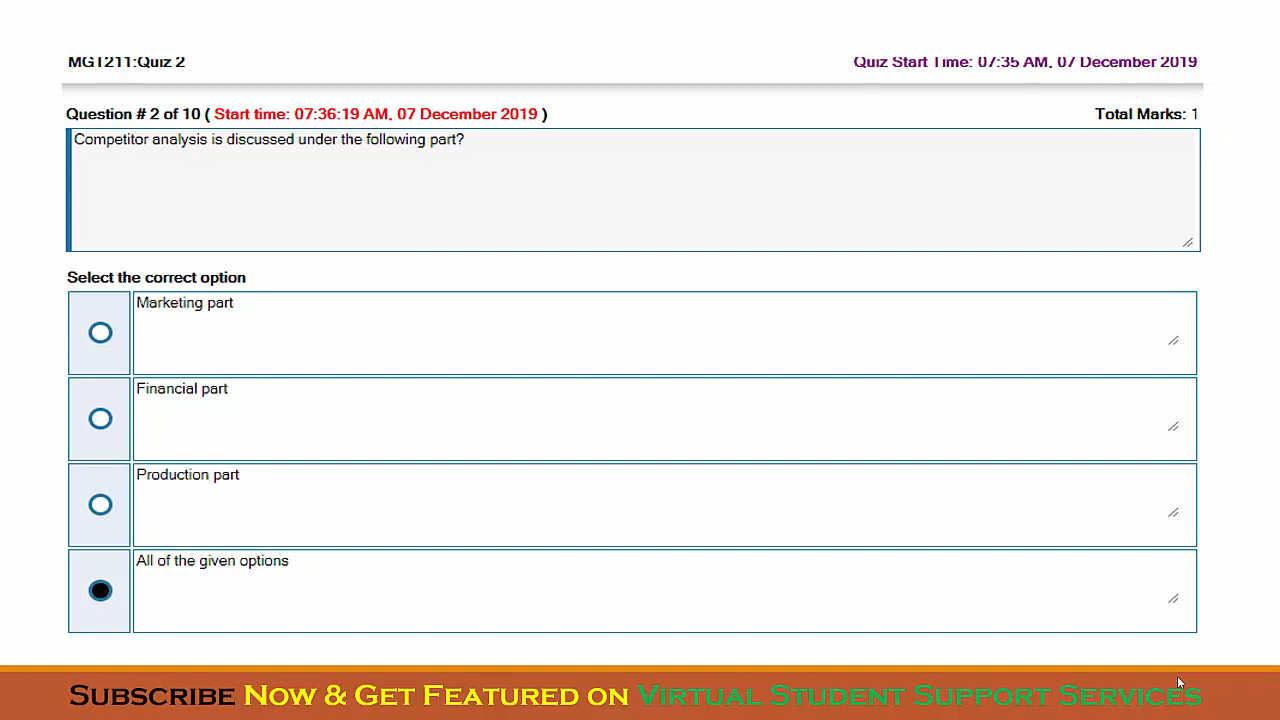 MGT211:Quiz 2
Quiz Start Time: 07:35 AM, 07 December 2019
Question # 2 of 10 ( Start time: 07:36:19 AM, 07 December 2019 )
Total Marks: 1
Competitor analysis is discussed under the following part?
Select the correct option
Marketing part
Financial part
Production part
All of the given options
SUBSCRIBE NOW & GET FEATURED ON VIRTUAL STUDENT SUPPORT SERVICES